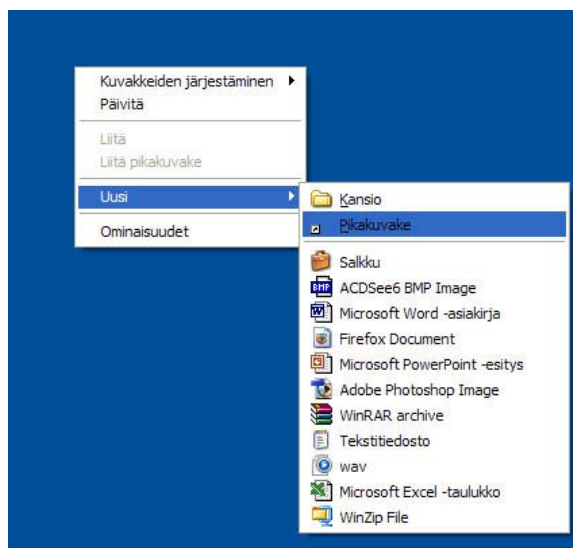 Kuvakkeiden järjestäminen
Päivitä
Liitä
Liitä pikakuvake
Uusi
Ominaisuudet
Kansio
Pikakuvake
Salkku
BMP ACDSee6 BMP Image
Microsoft Word -asiakirja
Firefox Document
Microsoft PowerPoint -esitys
Adobe Photoshop Image
WinRAR archive
Tekstitiedosto
wav
Microsoft Excel -taulukko
WinZip File